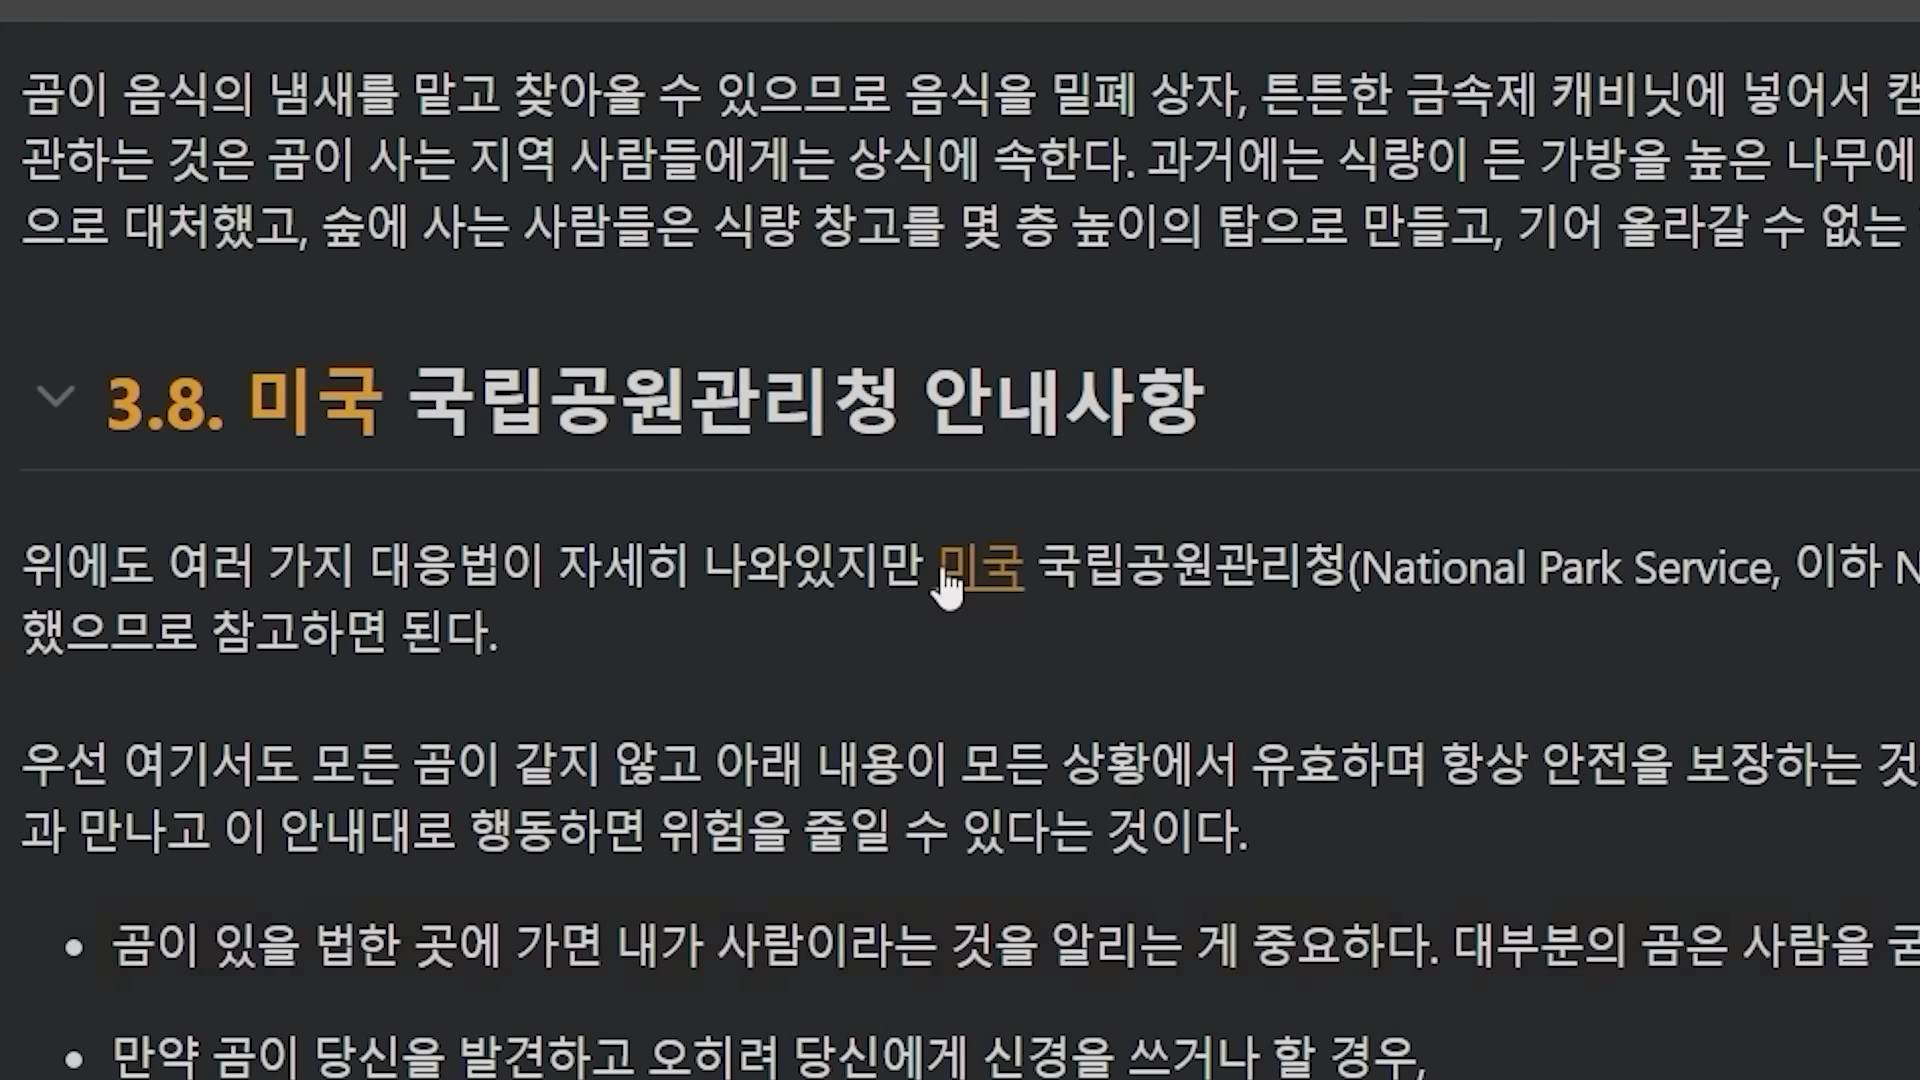 곰이 음식의 냄새를 맡고 찾아올 수 있으므로 음식을 밀폐 상자, 튼튼한 금속제 캐비닛에 넣어서 캠
관하는 것은 곰이 사는 지역 사람들에게는 상식에 속한다. 과거에는 식량이 든 가방을 높은 나무에
으로 대처했고, 숲에 사는 사람들은 식량 창고를 몇 층 높이의 탑으로 만들고, 기어 올라갈 수 없는
3.8. 미국 국립공원관리청 안내사항
위에도 여러 가지 대응법이 자세히 나와있지만 미국 국립공원관리청(National Park Service, 이하 N
했으므로 참고하면 된다.
우선 여기서도 모든 곰이 같지 않고 아래 내용이 모든 상황에서 유효하며 항상 안전을 보장하는 것
과 만나고 이 안내대로 행동하면 위험을 줄일 수 있다는 것이다.
• 곰이 있을 법한 곳에 가면 내가 사람이라는 것을 알리는 게 중요하다. 대부분의 곰은 사람을 굳
• 만약 곰이 당신을 발견하고 오히려 당신에게 신경을 쓰거나 할 경우,